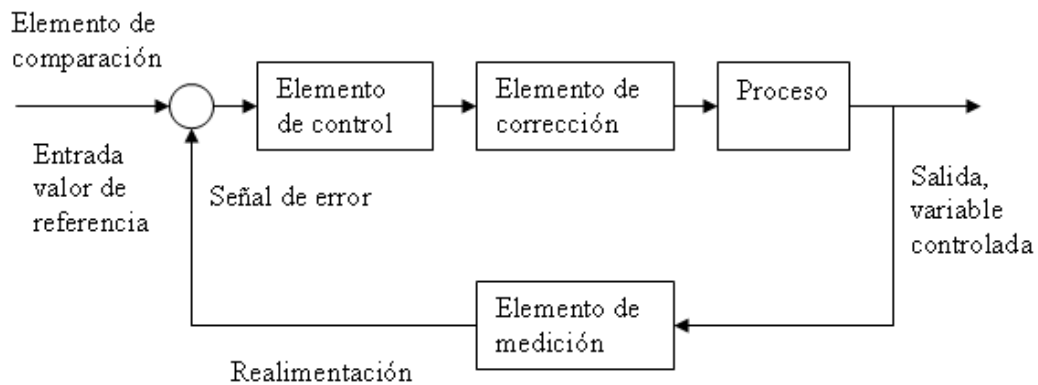 Elemento de
comparación
Elemento
de control
Elemento de
corrección
Proceso
Entrada
valor de
referencia
Señal de error
Salida,
variable
controlada
Elemento de
medición
Realimentación